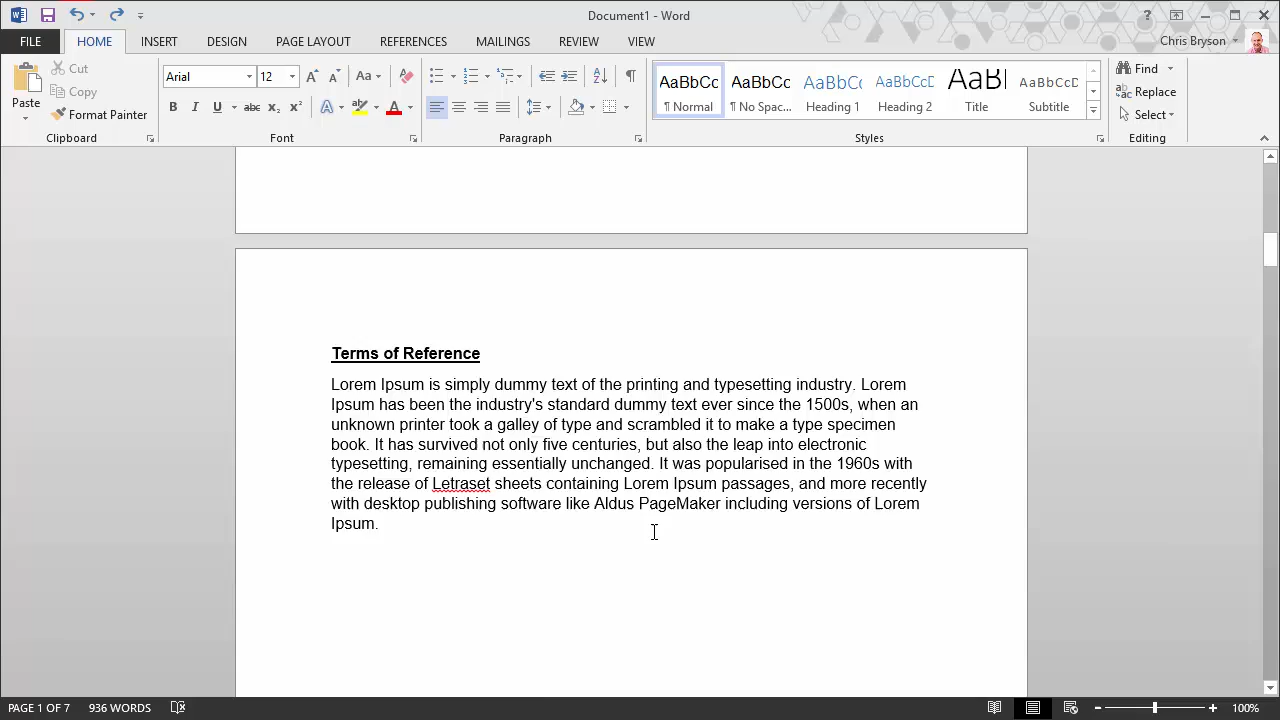 Document1 - Word
FILE HOME INSERT DESIGN PAGE LAYOUT REFERENCES MAILINGS REVIEW VIEW Chris Bryson
Paste
Cut
Copy
Format Painter
Clipboard
Arial 12
Font
Paragraph
AaBbCc AaBbCc AaBbC AaBbCcD AaB AaBbCcD
¶ Normal ¶ No Spac... Heading 1 Heading 2 Title Subtitle
Styles
Find
Replace
Select
Editing
Terms of Reference
Lorem Ipsum is simply dummy text of the printing and typesetting industry. Lorem
Ipsum has been the industry's standard dummy text ever since the 1500s, when an
unknown printer took a galley of type and scrambled it to make a type specimen
book. It has survived not only five centuries, but also the leap into electronic
typesetting, remaining essentially unchanged. It was popularised in the 1960s with
the release of Letraset sheets containing Lorem Ipsum passages, and more recently
with desktop publishing software like Aldus PageMaker including versions of Lorem
Ipsum.
PAGE 1 OF 7 936 WORDS 100%